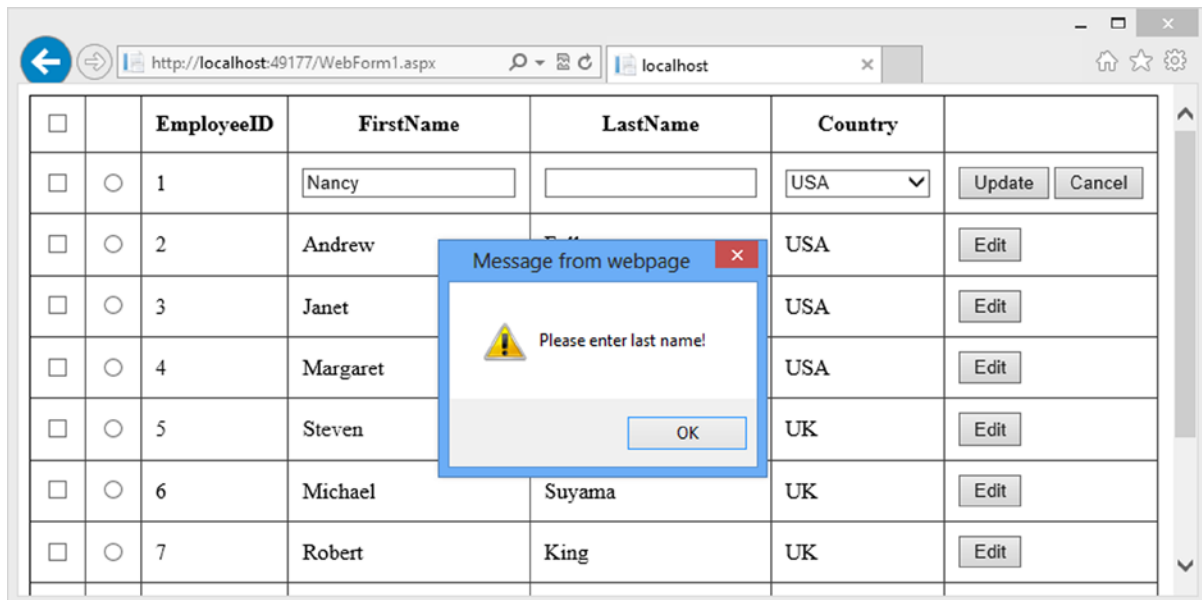 http://localhost:49177/WebForm1.aspx
localhost
EmployeeID FirstName LastName Country
1 Nancy USA Update Cancel
2 Andrew USA Edit
3 Janet USA Edit
4 Margaret USA Edit
5 Steven UK Edit
6 Michael Suyama UK Edit
7 Robert King UK Edit
Message from webpage
Please enter last name!
OK